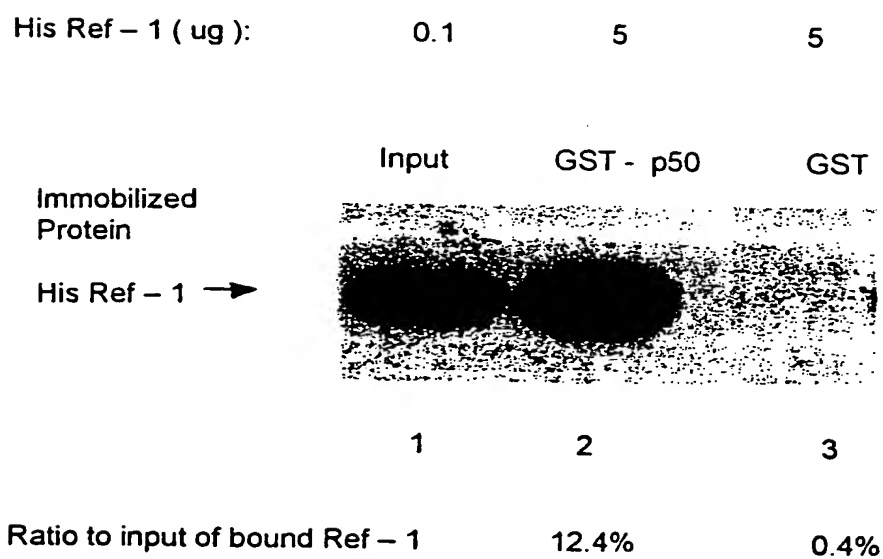 His Ref – 1 ( ug ): 0.1 5 5
Input GST - p50 GST
Immobilized
Protein
His Ref – 1
1 2 3
Ratio to input of bound Ref – 1 12.4% 0.4%